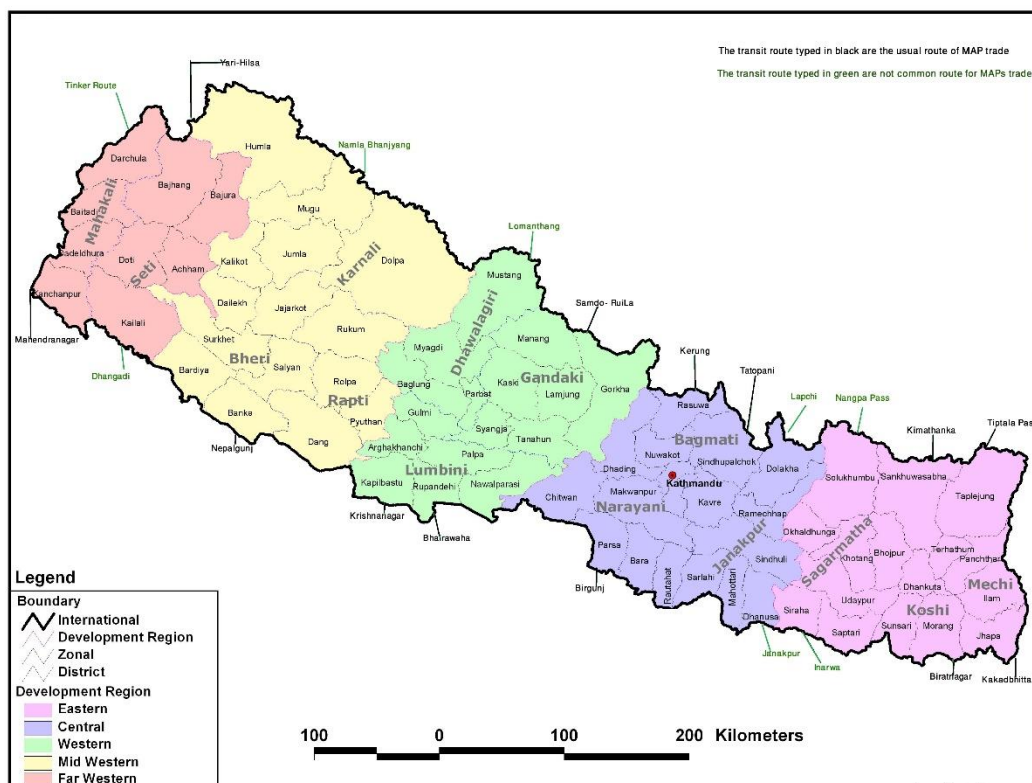 The transit route typed in black are the usual route of MAP trade
The transit route typed in green are not common route for MAPs trade
Yari-Hilsa
Tinker Route
Humla
Namla Bhanjyang
Darchula
Bajhang
Bajura
Mugu
Baitadi
Mahakali
Lomanthang
Dadeldhura
Doti
Seti
Achham
Kalikot
Jumla
Karnali
Dolpa
Mustang
Kanchanpur
Dailekh
Jajarkot
Samdo- RuiLa
Mahendranagar
Kailali
Surkhet
Rukum
Dhawalagiri
Manang
Bheri
Myagdi
Kerung
Tatopani
Dhangadi
Bardiya
Salyan
Rolpa
Rapti
Baglung
Parbat
Kaski
Gandaki
Lamjung
Gorkha
Lapchi
Nangpa Pass
Banke
Pyuthan
Gulmi
Syangja
Rasuwa
Kimathanka
Tiptala Pas
Nepalgunj
Dang
Arghakhanchi
Palpa
Tanahun
Bagmati
Nuwakot
Sindhupalchok
Dolakha
Solukhumbu
Sankhuwasabha
Lumbini
Dhading
Kathmandu
Taplejung
Kapilbastu
Rupandehi
Nawalparasi
Chitwan
Makwanpur
Kavre
Narayani
Ramechhap
Krishnanagar
Bhairawaha
Okhaldhunga
Sagarmatha
Khotang
Bhojpur
Terhathum
Panchthar
Parsa
Bara
Rautahat
Sarlahi
Mahottari
Janakpur
Sindhuli
Dhankuta
Mechi
Ilam
Birgunj
Dhanusa
Siraha
Udaypur
Koshi
Saptari
Sunsari
Morang
Jhapa
Janakpur
Inarwa
Biratnagar
Kakadbhitta
Legend
Boundary
International
Development Region
Zonal
District
Development Region
Eastern
Central
Western
Mid Western
Far Western
100 0 100 200 Kilometers